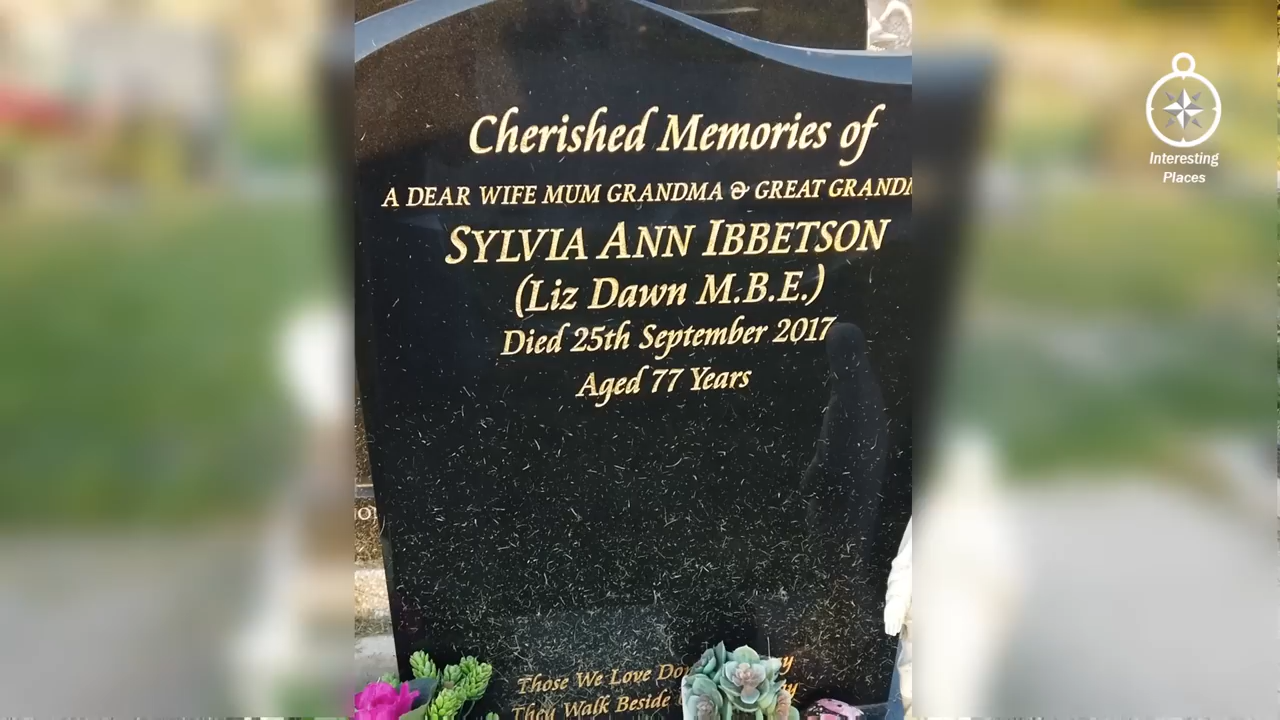 Cherished Memories of
A DEAR WIFE MUM GRANDMA & GREAT
SYLVIA ANN IBBETSON
(Liz Dawn M.B.E.)
Died 25th September 2017
Aged 77 Years
Those We Love
They Walk Beside
Interesting
Places